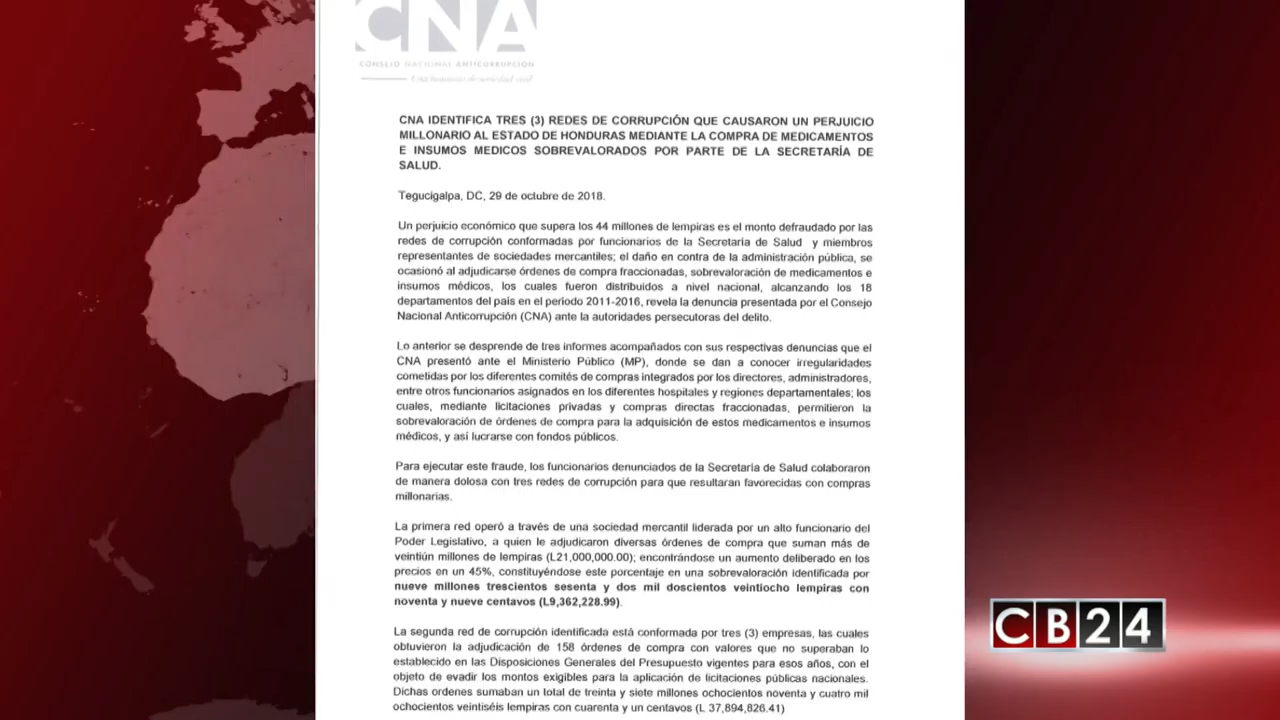 CNA
CONSEJO NACIONAL ANTICORRUPCION
CNA IDENTIFICA TRES (3) REDES DE CORRUPCIÓN QUE CAUSARON UN PERJUICIO
MILLONARIO AL ESTADO DE HONDURAS MEDIANTE LA COMPRA DE MEDICAMENTOS
E INSUMOS MEDICOS SOBREVALORADOS POR PARTE DE LA SECRETARÍA DE
SALUD.
Tegucigalpa, DC, 29 de octubre de 2018.
Un perjuicio económico que supera los 44 millones de lempiras es el monto defraudado por las
redes de corrupción conformadas por funcionarios de la Secretaria de Salud y miembros
representantes de sociedades mercantiles; el daño en contra de la administración pública, se
ocasionó al adjudicarse órdenes de compra fraccionadas, sobrevaloración de medicamentos e
insumos médicos, los cuales fueron distribuidos a nivel nacional, alcanzando los 18
departamentos del país en el periodo 2011-2016, revela la denuncia presentada por el Consejo
Nacional Anticorrupción (CNA) ante la autoridades persecutoras del delito.
Lo anterior se desprende de tres informes acompañados con sus respectivas denuncias que el
CNA presentó ante el Ministerio Público (MP), donde se dan a conocer irregularidades
cometidas por los diferentes comités de compras integrados por los directores, administradores,
entre otros funcionarios asignados en los diferentes hospitales y regiones departamentales; los
cuales, mediante licitaciones privadas y compras directas fraccionadas, permitieron la
sobrevaloración de órdenes de compra para la adquisición de estos medicamentos e insumos
médicos, y así lucrarse con fondos públicos.
Para ejecutar este fraude, los funcionarios denunciados de la Secretaria de Salud colaboraron
de manera dolosa con tres redes de corrupción para que resultaran favorecidas con compras
millonarias.
La primera red operó a través de una sociedad mercantil liderada por un alto funcionario del
Poder Legislativo, a quien le adjudicaron diversas órdenes de compra que suman más de
veintiún millones de lempiras (L21,000,000.00); encontrándose un aumento deliberado en los
precios en un 45%, constituyéndose este porcentaje en una sobrevaloración identificada por
nueve millones trescientos sesenta y dos mil doscientos veintiocho lempiras con
noventa y nueve centavos (L9,362,228.99).
La segunda red de corrupción identificada está conformada por tres (3) empresas, las cuales
obtuvieron la adjudicación de 158 órdenes de compra con valores que no superaban lo
establecido en las Disposiciones Generales del Presupuesto vigentes para esos años, con el
objeto de evadir los montos exigibles para la aplicación de licitaciones públicas nacionales.
Dichas ordenes sumaban un total de treinta y siete millones ochocientos noventa y cuatro mil
ochocientos veintiséis lempiras con cuarenta y un centavos (L 37,894,826.41)
CB24